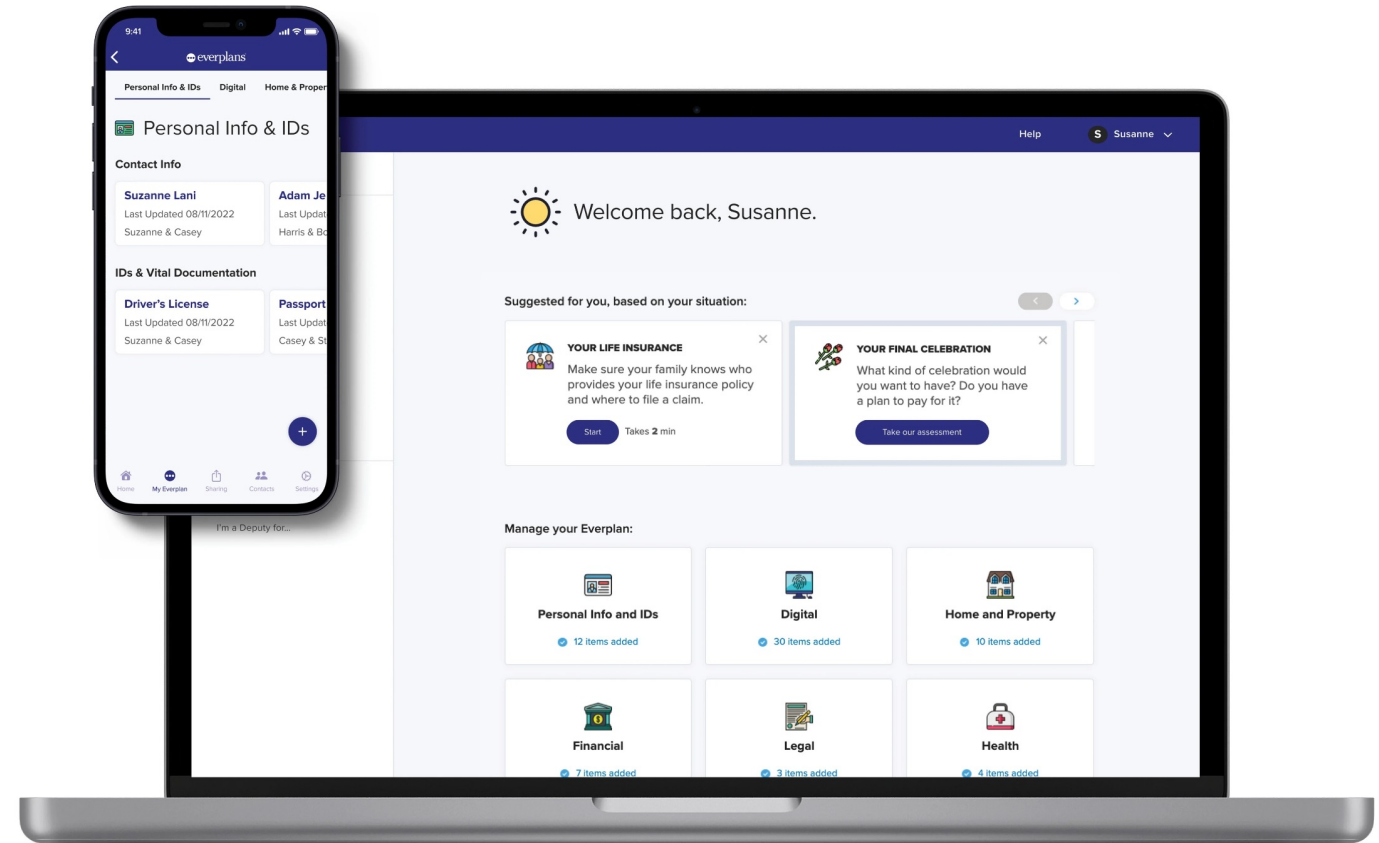 9:41
everplans
Personal Info & IDs Digital Home & Proper
Personal Info & IDs
Contact Info
Suzanne Lani
Last Updated 08/11/2022
Suzanne & Casey
Adam Je
Last Updat
Harris & Bo
IDs & Vital Documentation
Driver's License
Last Updated 08/11/2022
Suzanne & Casey
Passport
Last Updat
Casey & St
+
Home My Everplan Sharing Contacts Settings
Help S Susanne
I'm a Deputy for...
Welcome back, Susanne.
Suggested for you, based on your situation:
YOUR LIFE INSURANCE
Make sure your family knows who
provides your life insurance policy
and where to file a claim.
Start Takes 2 min
YOUR FINAL CELEBRATION
What kind of celebration would
you want to have? Do you have
a plan to pay for it?
Take our assessment
Manage your Everplan:
Personal Info and IDs
12 items added
Digital
30 items added
Home and Property
10 items added
Financial
7 items added
Legal
3 items added
Health
4 items added